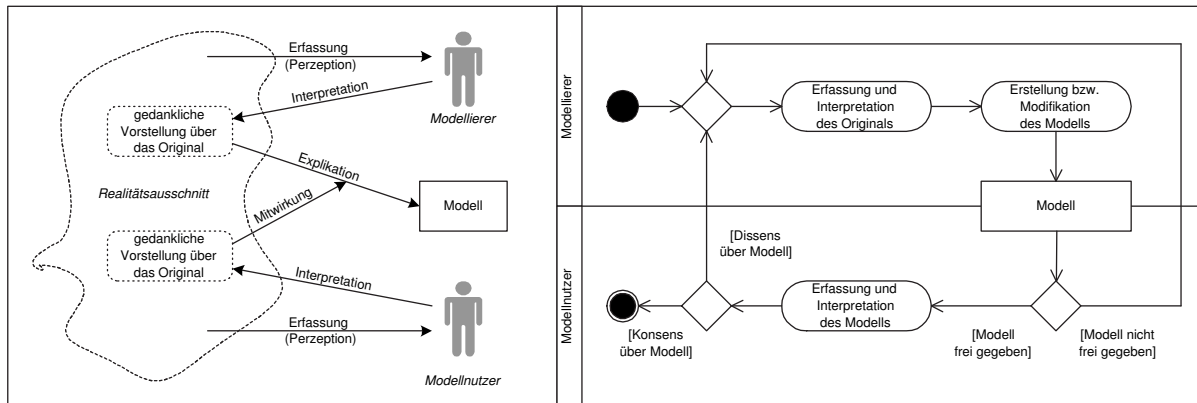 Erfassung
(Perzeption)
Interpretation
Modellierer
gedankliche
Vorstellung über
das Original
Explikation
Realitätsausschnitt
Mitwirkung
Modell
gedankliche
Vorstellung über
das Original
Interpretation
Erfassung
(Perzeption)
Modellnutzer
Modellierer
Erfassung und
Interpretation
des Originals
Erstellung bzw.
Modifikation
des Modells
Modell
Modellnutzer
[Dissens
über Modell]
Erfassung und
Interpretation
des Modells
[Konsens
über Modell]
[Modell
frei gegeben]
[Modell nicht
frei gegeben]